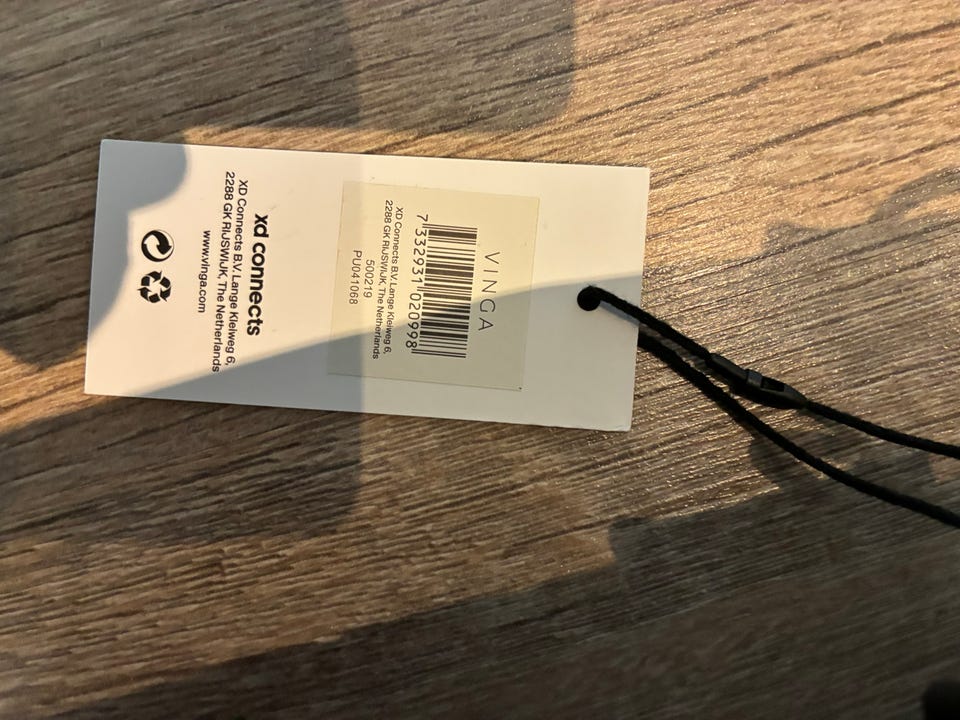 VINGA
7 332931 020998
XD Connects B.V. Lange Kleiweg 6,
2288 GK RIJSWIJK, The Netherlands
500219
PU041068
xd connects
XD Connects B.V. Lange Kleiweg 6,
2288 GK RIJSWIJK, The Netherlands
www.vinga.com